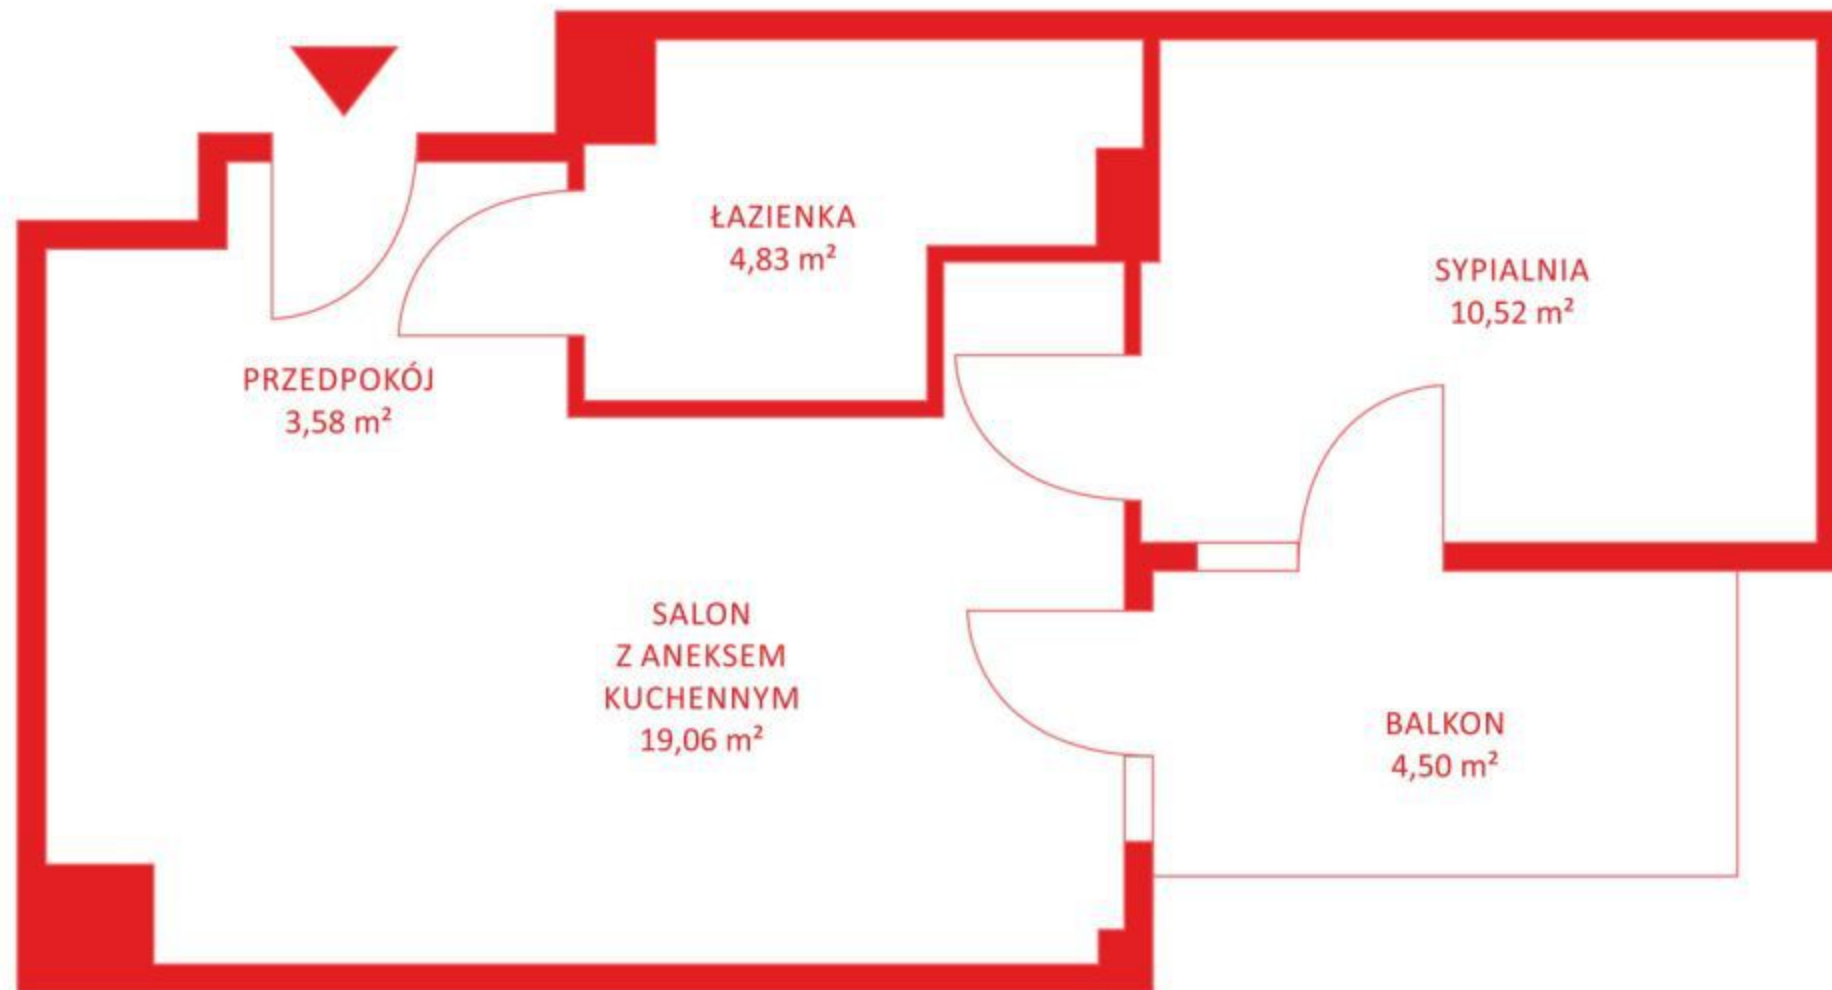 ŁAZIENKA
4,83 m²
SYPIALNIA
10,52 m²
PRZEDPOKÓJ
3,58 m²
SALON
Z ANEKSEM
KUCHENNYM
19,06 m²
BALKON
4,50 m²